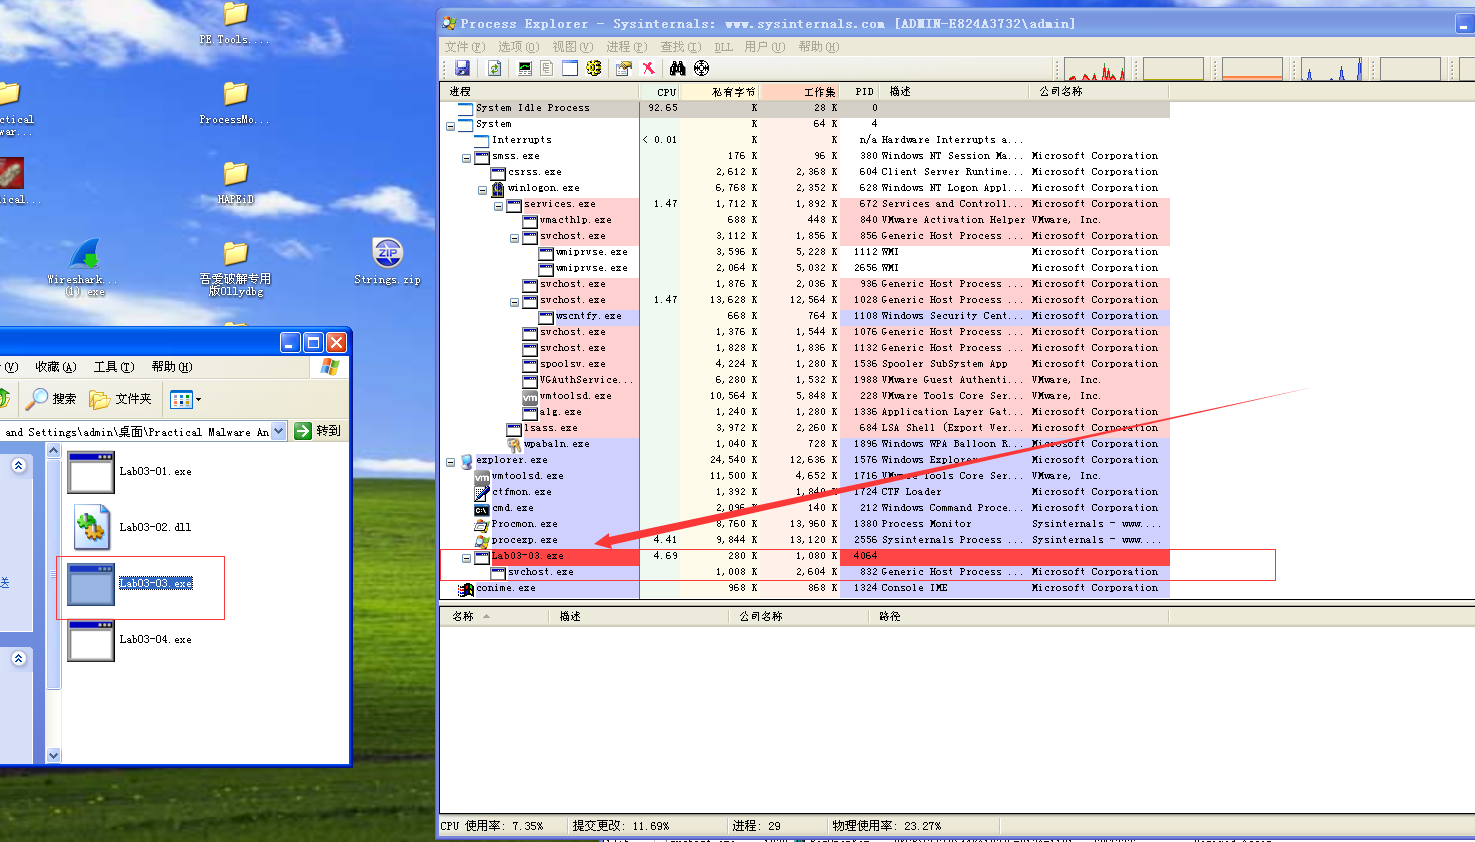 PE Tools....
ctical
war...
ProcessMo...
ical...
HAPEiD
Wireshark...
(1).exe
吾爱破解专用
版Ollydbg
Strings.zip
(V) 收藏(A) 工具(T) 帮助(H)
搜索 文件夹
and Settings\admin\桌面\Practical Malware An 转到
Lab03-01.exe
Lab03-02.dll
Lab03-03.exe
送
Lab03-04.exe
Process Explorer - Sysinternals: www.sysinternals.com [ADMIN-E824A3732\admin]
文件(F) 选项(O) 视图(V) 进程(P) 查找(I) DLL 用户(U) 帮助(H)
进程 CPU 私有字节 工作集 PID 描述 公司名称
System Idle Process 92.65 K 28 K 0
System K 64 K 4
Interrupts < 0.01 K K n/a Hardware Interrupts a...
smss.exe 176 K 96 K 380 Windows NT Session Ma... Microsoft Corporation
csrss.exe 2,612 K 2,368 K 604 Client Server Runtime... Microsoft Corporation
winlogon.exe 6,768 K 2,352 K 628 Windows NT Logon Appl... Microsoft Corporation
services.exe 1.47 1,712 K 1,892 K 672 Services and Controll... Microsoft Corporation
vmacthlp.exe 688 K 448 K 840 VMware Activation Helper VMware, Inc.
svchost.exe 3,112 K 1,856 K 856 Generic Host Process ... Microsoft Corporation
wmiprvse.exe 3,596 K 5,228 K 1112 WMI Microsoft Corporation
wmiprvse.exe 2,064 K 5,032 K 2656 WMI Microsoft Corporation
svchost.exe 1,876 K 2,036 K 936 Generic Host Process ... Microsoft Corporation
svchost.exe 1.47 13,628 K 12,564 K 1028 Generic Host Process ... Microsoft Corporation
wscntfy.exe 668 K 764 K 1108 Windows Security Cent... Microsoft Corporation
svchost.exe 1,376 K 1,544 K 1076 Generic Host Process ... Microsoft Corporation
svchost.exe 1,828 K 1,836 K 1132 Generic Host Process ... Microsoft Corporation
spoolsv.exe 4,224 K 1,280 K 1536 Spooler SubSystem App Microsoft Corporation
VGAuthService... 6,280 K 1,532 K 1988 VMware Guest Authenti... VMware, Inc.
vmtoolsd.exe 10,564 K 5,848 K 228 VMware Tools Core Ser... VMware, Inc.
alg.exe 1,240 K 1,280 K 1336 Application Layer Gat... Microsoft Corporation
lsass.exe 3,972 K 2,260 K 684 LSA Shell (Export Ver... Microsoft Corporation
wpabaln.exe 1,040 K 728 K 1896 Windows WPA Balloon R... Microsoft Corporation
explorer.exe 24,540 K 12,636 K 1576 Windows Explorer Microsoft Corporation
vmtoolsd.exe 11,500 K 4,652 K 1716 VMware Tools Core Ser... VMware, Inc.
ctfmon.exe 1,392 K 1,840 K 1724 CTF Loader Microsoft Corporation
cmd.exe 2,096 K 140 K 212 Windows Command Proce... Microsoft Corporation
Procmon.exe 8,760 K 13,960 K 1380 Process Monitor Sysinternals - www....
procexp.exe 4.41 9,844 K 13,120 K 2556 Sysinternals Process ... Sysinternals - www....
Lab03-03.exe 4.69 280 K 1,080 K 4064
svchost.exe 1,008 K 2,604 K 832 Generic Host Process ... Microsoft Corporation
conime.exe 968 K 868 K 1324 Console IME Microsoft Corporation
名称 描述 公司名称 路径
CPU 使用率: 7.35% 提交更改: 11.69% 进程: 29 物理使用率: 23.27%